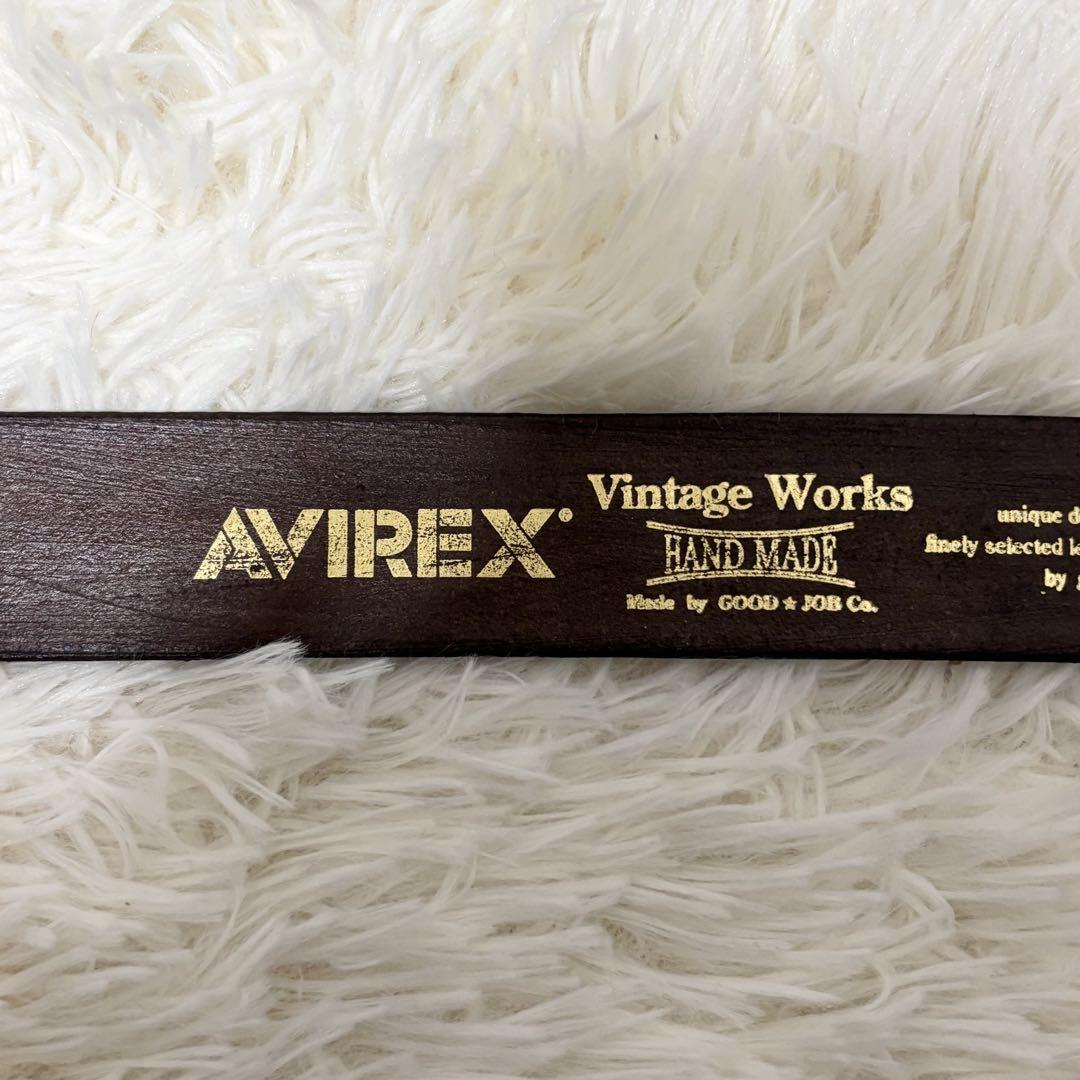 AVIREX®
Vintage Works
HAND MADE
Made by GOOD★JOB Co.
unique
finely selected
by